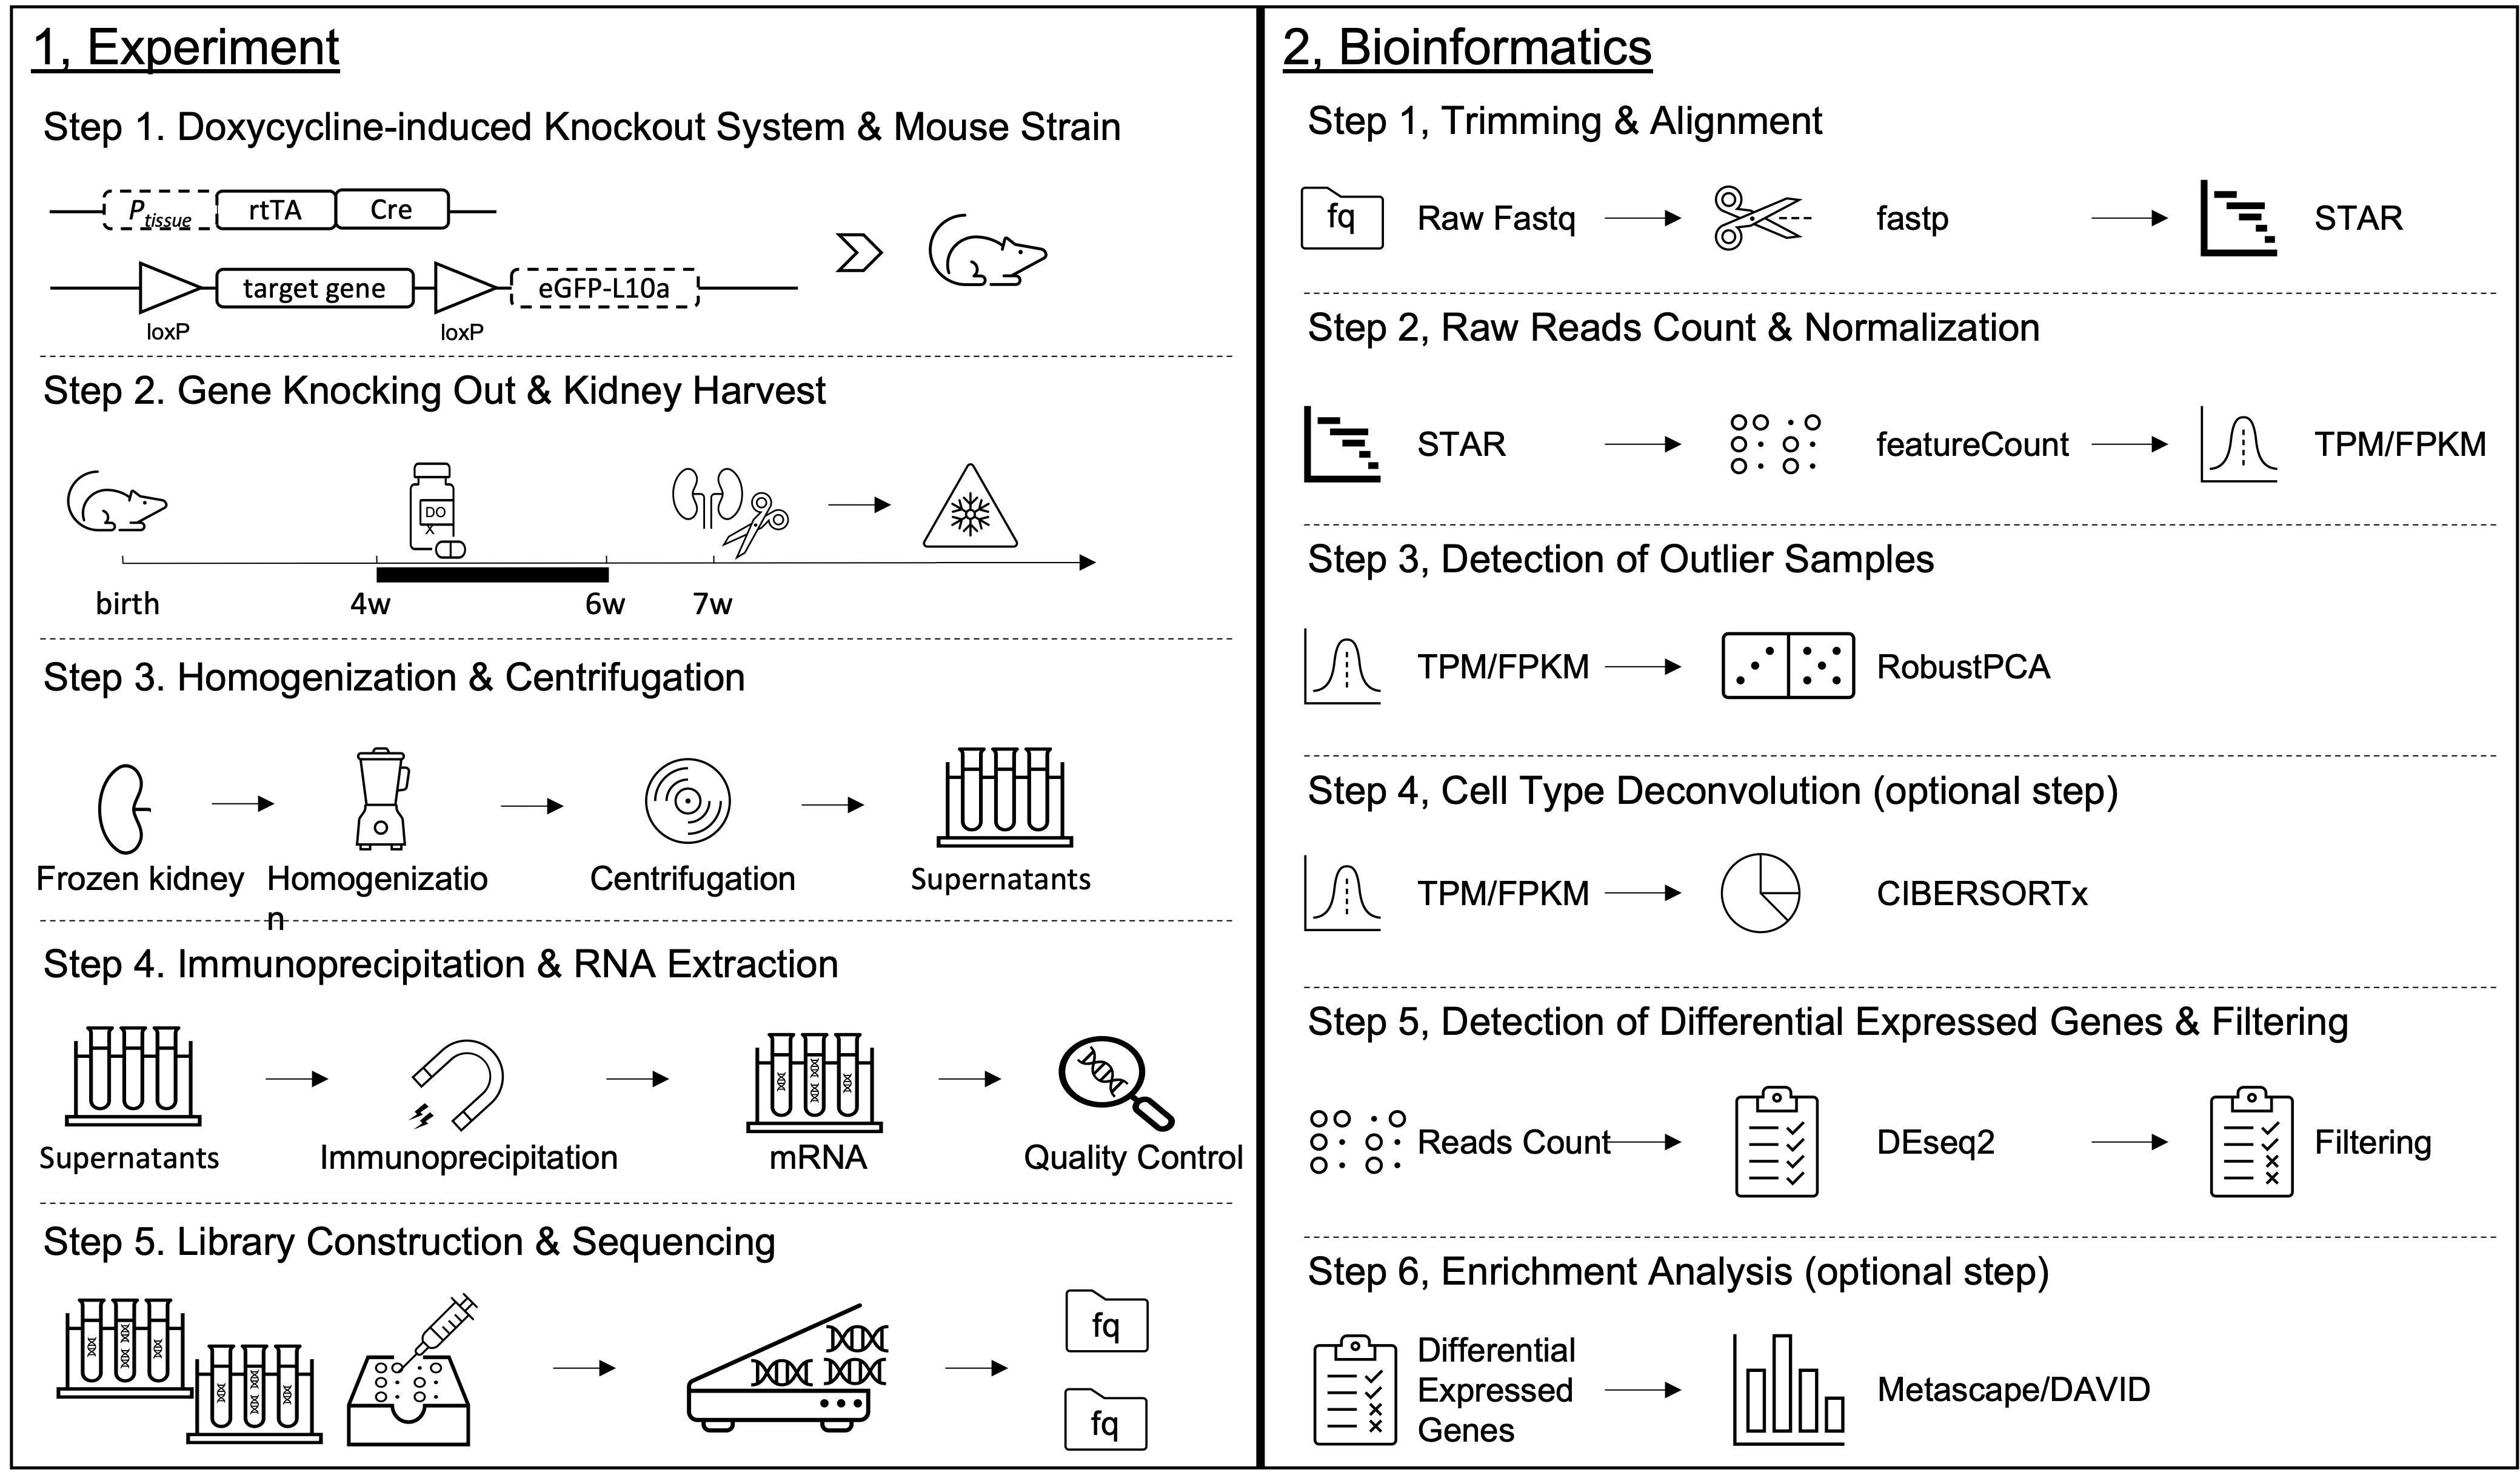 1, Experiment
Step 1. Doxycycline-induced Knockout System & Mouse Strain
Ptissue rtTA Cre
target gene eGFP-L10a
loxP loxP
Step 2. Gene Knocking Out & Kidney Harvest
DO
x
birth 4w 6w 7w
Step 3. Homogenization & Centrifugation
Frozen kidney Homogenizatio Centrifugation Supernatants
n
Step 4. Immunoprecipitation & RNA Extraction
Supernatants Immunoprecipitation mRNA Quality Control
Step 5. Library Construction & Sequencing
fq
fq
2, Bioinformatics
Step 1, Trimming & Alignment
fq Raw Fastq fastp STAR
Step 2, Raw Reads Count & Normalization
STAR featureCount TPM/FPKM
Step 3, Detection of Outlier Samples
TPM/FPKM RobustPCA
Step 4, Cell Type Deconvolution (optional step)
TPM/FPKM CIBERSORTx
Step 5, Detection of Differential Expressed Genes & Filtering
Reads Count DEseq2 Filtering
Step 6, Enrichment Analysis (optional step)
Differential
Expressed Metascape/DAVID
Genes